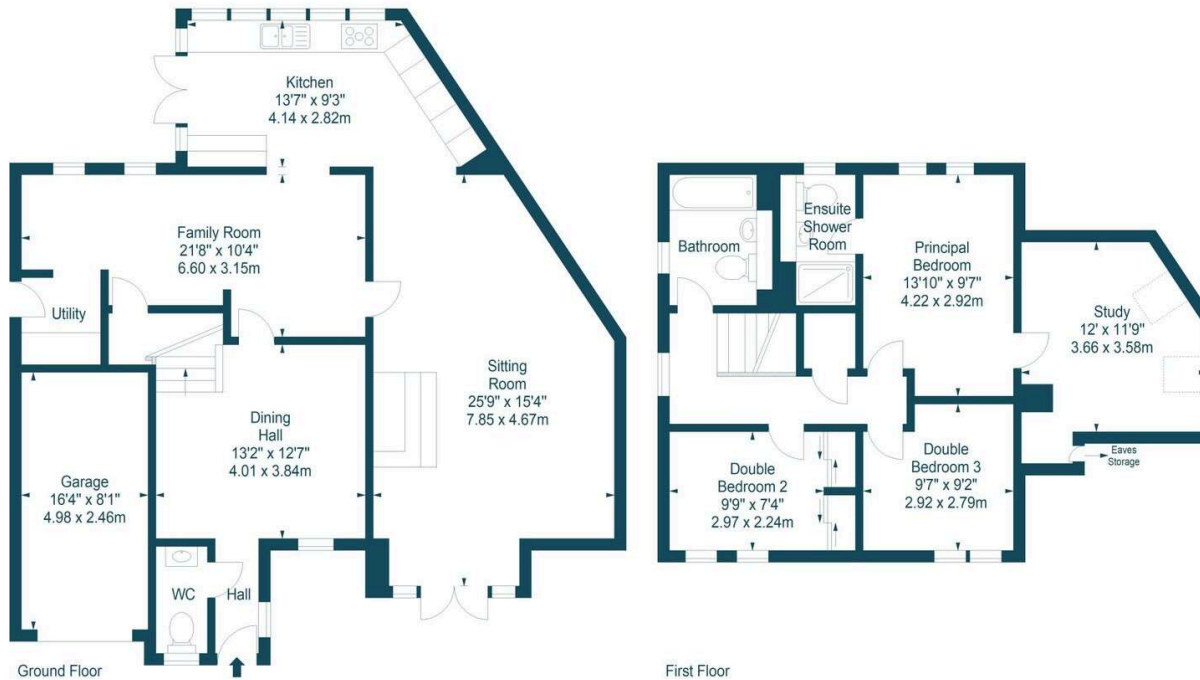 Kitchen
13'7" x 9'3"
4.14 x 2.82m
Family Room
21'8" x 10'4"
6.60 x 3.15m
Utility
Sitting
Room
25'9" x 15'4"
7.85 x 4.67m
Dining
Hall
13'2" x 12'7"
4.01 x 3.84m
Garage
16'4" x 8'1"
4.98 x 2.46m
WC
Hall
Ground Floor
Bathroom
Ensuite
Shower
Room
Principal
Bedroom
13'10" x 9'7"
4.22 x 2.92m
Study
12' x 11'9"
3.66 x 3.58m
Eaves
Storage
Double
Bedroom 2
9'9" x 7'4"
2.97 x 2.24m
Double
Bedroom 3
9'7" x 9'2"
2.92 x 2.79m
First Floor